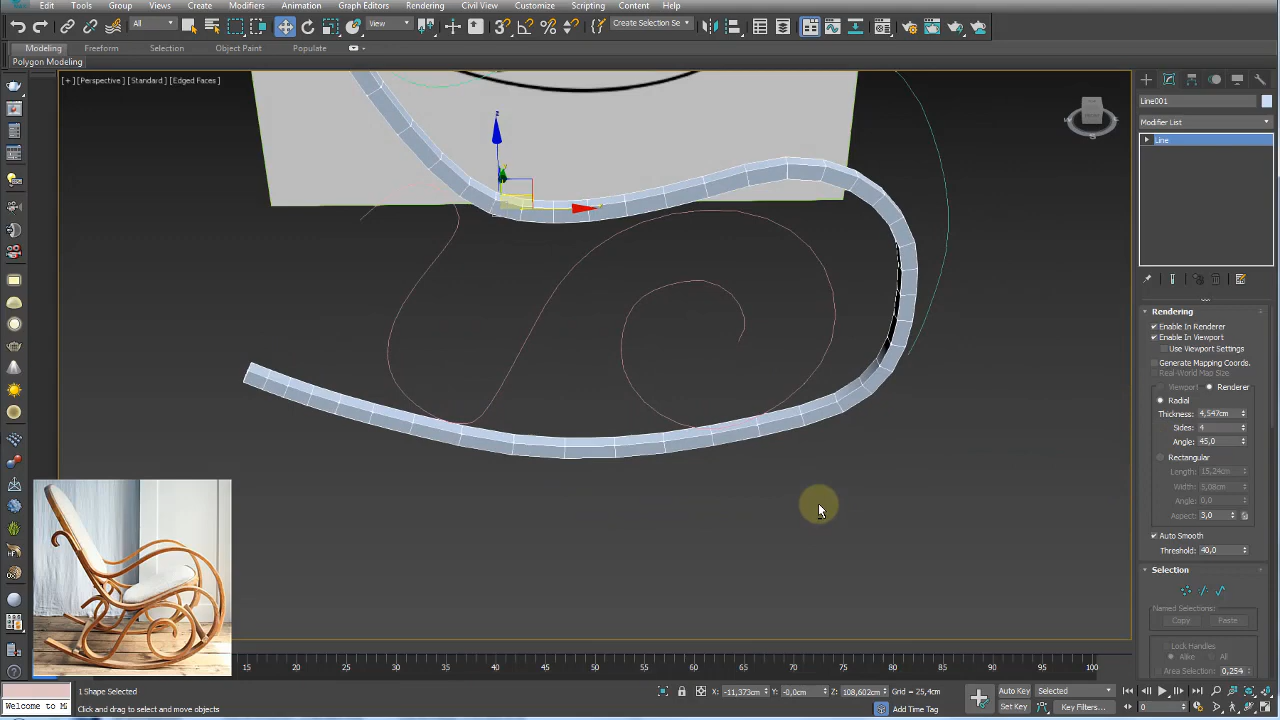 Edit Tools Group Views Create Modifiers Animation Graph Editors Rendering Civil View Customize Scripting Content Help
All View Create Selection Se
Modeling Freeform Selection Object Paint Populate
Polygon Modeling
[+] [Perspective] [Standard] [Edged Faces]
Line001
Modifier List
Line
Rendering
Enable In Renderer
Enable In Viewport
Use Viewport Settings
Generate Mapping Coords.
Real-World Map Size
Viewport Renderer
Radial
Thickness: 4,547cm
Sides: 4
Angle: 45,0
Rectangular
Length: 15,24cm
Width: 5,08cm
Angle: 0,0
Aspect: 3,0
Auto Smooth
Threshold: 40,0
Selection
Named Selections:
Copy Paste
Lock Handles
Alike All
Area Selection: 0,254
z
20 25 30 35 40 45 50 55 60 65 70 75 80 85 90 95 100
1 Shape Selected X: -11,373cm Y: -0,0cm Z: 108,602cm Grid = 25,4cm Auto Key Selected
Welcome to M Click and drag to select and move objects Add Time Tag Set Key Key Filters... 0